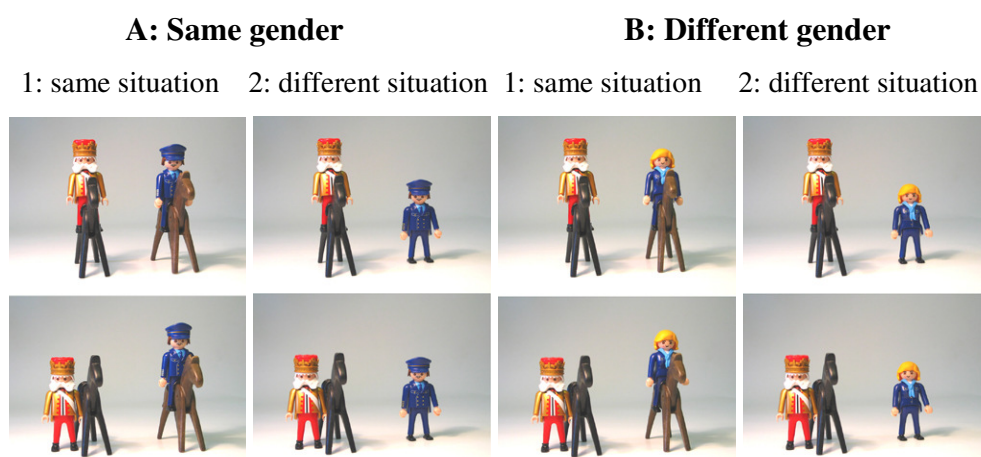 A: Same gender
B: Different gender
1: same situation
2: different situation
1: same situation
2: different situation